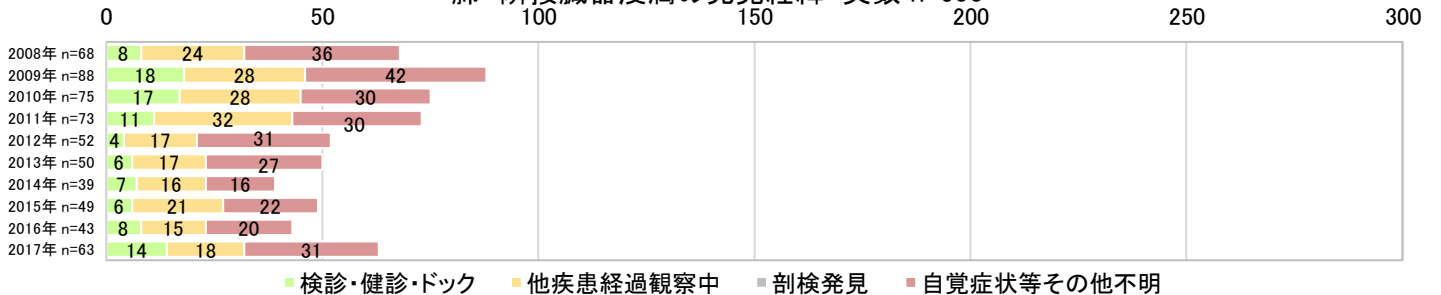 0 50 100 150 200 250 300
2008年 n=68 8 24 36
2009年 n=88 18 28 42
2010年 n=75 17 28 30
2011年 n=73 11 32 30
2012年 n=52 4 17 31
2013年 n=50 6 17 27
2014年 n=39 7 16 16
2015年 n=49 6 21 22
2016年 n=43 8 15 20
2017年 n=63 14 18 31
検診・健診・ドック 他疾患経過観察中 剖検発見 自覚症状等その他不明